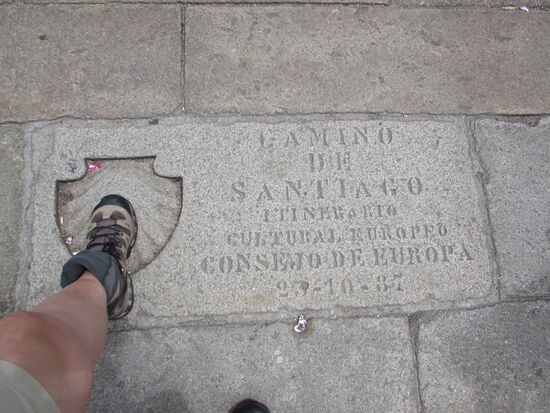 CAMINO
DE
SANTIAGO
ITINERARIO
CULTURAL EUROPEO
CONSEJO DE EUROPA
23-10-87